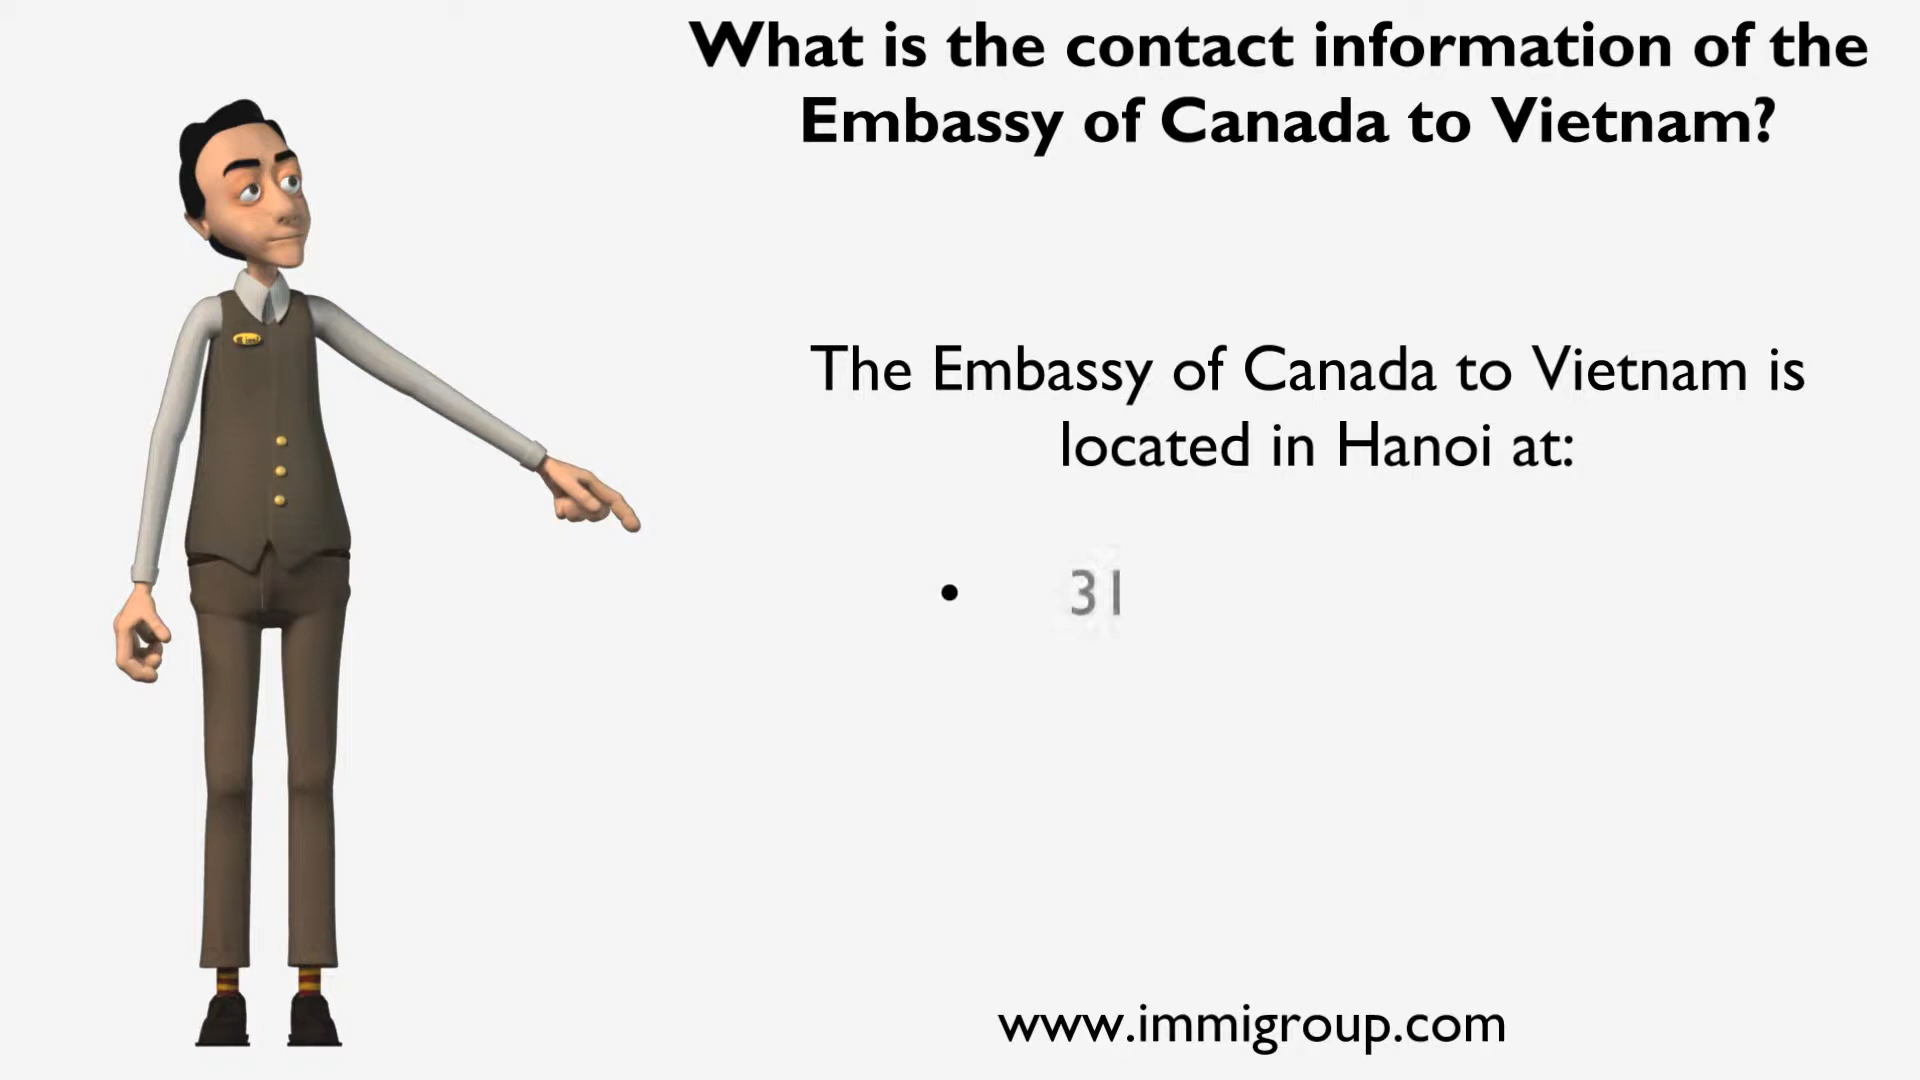 What is the contact information of the
Embassy of Canada to Vietnam?
The Embassy of Canada to Vietnam is
located in Hanoi at:
• 31
www.immigroup.com